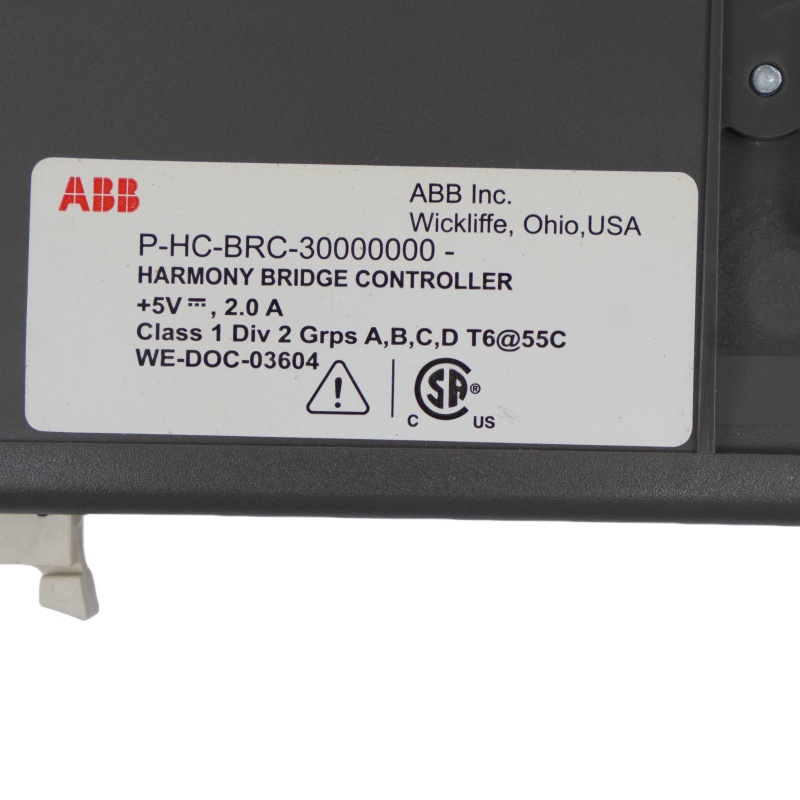 ABB
ABB Inc.
Wickliffe, Ohio,USA
P-HC-BRC-30000000 -
HARMONY BRIDGE CONTROLLER
+5V ⎓, 2.0 A
Class 1 Div 2 Grps A,B,C,D T6@55C
WE-DOC-03604
!
C SA ® US